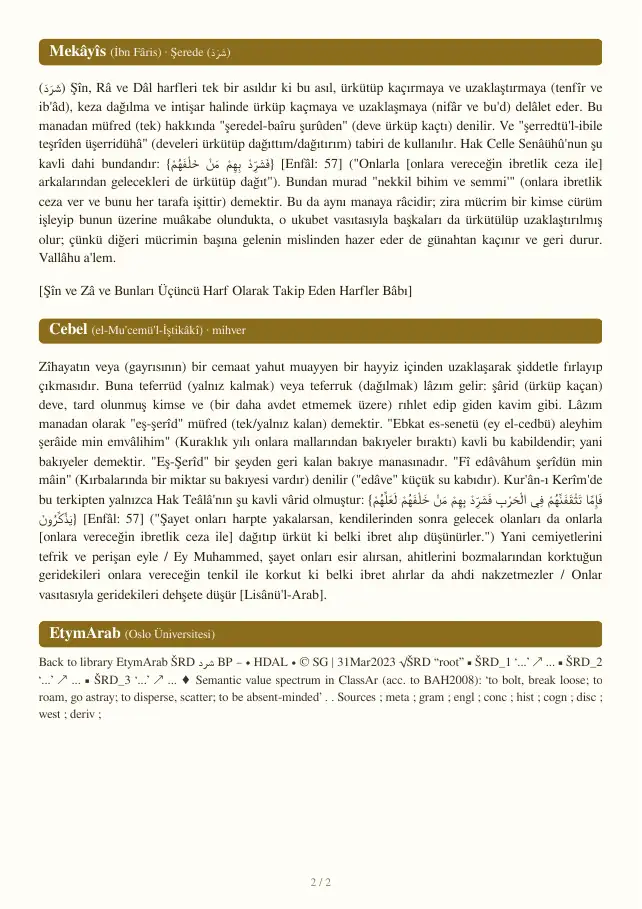 Mekâyîs (İbn Fâris) · Şerede (شَرَدَ)
(شَرَدَ) Şîn, Râ ve Dâl harfleri tek bir asıldır ki bu asıl, ürkütüp kaçırmaya ve uzaklaştırmaya (tenfîr ve
ib'âd), keza dağılma ve intişar halinde ürküp kaçmaya ve uzaklaşmaya (nifâr ve bu'd) delâlet eder. Bu
manadan müfred (tek) hakkında "şeredel-baîru şurûden" (deve ürküp kaçtı) denilir. Ve "şerredtü'l-ibile
teşrîden üşerridühâ" (develeri ürkütüp dağıttım/dağıtırım) tabiri de kullanılır. Hak Celle Senâühû'nun şu
kavli dahi bundandır: {فَشَرِّدْ بِهِمْ مَنْ خَلْفَهُمْ} [Enfâl: 57] ("Onlarla [onlara vereceğin ibretlik ceza ile]
arkalarından gelecekleri de ürkütüp dağıt"). Bundan murad "nekkil bihim ve semmi'" (onlara ibretlik
ceza ver ve bunu her tarafa işittir) demektir. Bu da aynı manaya râcidir; zira mücrim bir kimse cürüm
işleyip bunun üzerine muâkabe olundukta, o ukubet vasıtasıyla başkaları da ürkütülüp uzaklaştırılmış
olur; çünkü diğeri mücrimin başına gelenin mislinden hazer eder de günahtan kaçınır ve geri durur.
Vallâhu a'lem.
[Şîn ve Zâ ve Bunları Üçüncü Harf Olarak Takip Eden Harfler Bâbı]
Cebel (el-Mu'cemü'l-İştikâkî) · mihver
Zîhayatın veya (gayrısının) bir cemaat yahut muayyen bir hayyiz içinden uzaklaşarak şiddetle fırlayıp
çıkmasıdır. Buna teferrüd (yalnız kalmak) veya teferruk (dağılmak) lâzım gelir: şârid (ürküp kaçan)
deve, tard olunmuş kimse ve (bir daha avdet etmemek üzere) rıhlet edip giden kavim gibi. Lâzım
manadan olarak "eş-şerîd" müfred (tek/yalnız kalan) demektir. "Ebkat es-senetü (ey el-cedbü) aleyhim
şerâide min emvâlihim" (Kuraklık yılı onlara mallarından bakıyeler bıraktı) kavli bu kabildendir; yani
bakıyeler demektir. "Eş-Şerîd" bir şeyden geri kalan bakıye manasınadır. "Fî edâvâhum şerîdün min
mâin" (Kırbalarında bir miktar su bakıyesi vardır) denilir ("edâve" küçük su kabıdır). Kur'ân-ı Kerîm'de
bu terkipten yalnızca Hak Teâlâ'nın şu kavli vârid olmuştur: {فَإِمَّا تَثْقَفَنَّهُمْ فِي الْحَرْبِ فَشَرِّدْ بِهِمْ مَنْ خَلْفَهُمْ لَعَلَّهُمْ
يَذَّكَّرُونَ} [Enfâl: 57] ("Şayet onları harpte yakalarsan, kendilerinden sonra gelecek olanları da onlarla
[onlara vereceğin ibretlik ceza ile] dağıtıp ürküt ki belki ibret alıp düşünürler.") Yani cemiyetlerini
tefrik ve perişan eyle / Ey Muhammed, şayet onları esir alırsan, ahitlerini bozmalarından korktuğun
geridekileri onlara vereceğin tenkil ile korkut ki belki ibret alırlar da ahdi nakzetmezler / Onlar
vasıtasıyla geridekileri dehşete düşür [Lisânü'l-Arab].
EtymArab (Oslo Üniversitesi)
Back to library EtymArab ŠRD شرد BP – • HDAL • © SG | 31Mar2023 √ŠRD “root” ▪ ŠRD_1 ‘...’ ↗ ... ▪ ŠRD_2
‘...’ ↗ ... ▪ ŠRD_3 ‘...’ ↗ ... ♦ Semantic value spectrum in ClassAr (acc. to BAH2008): ‘to bolt, break loose; to
roam, go astray; to disperse, scatter; to be absent-minded’ . . Sources ; meta ; gram ; engl ; conc ; hist ; cogn ; disc ;
west ; deriv ;
2 / 2